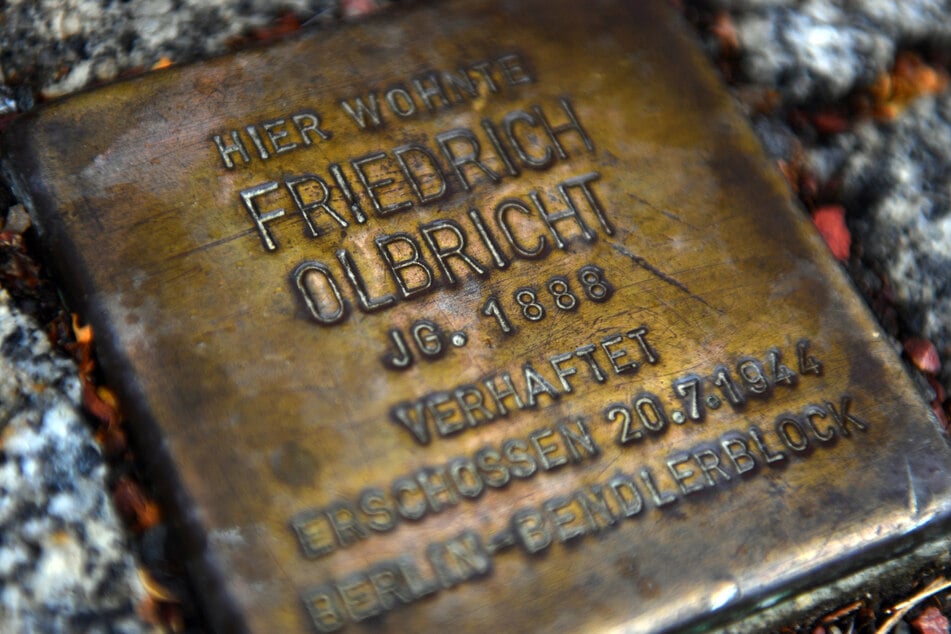 HIER WOHNTE
FRIEDRICH
OLBRICHT
JG. 1888
VERHAFTET
ERSCHOSSEN 20.7.1944
BERLIN-BENDLERBLOCK